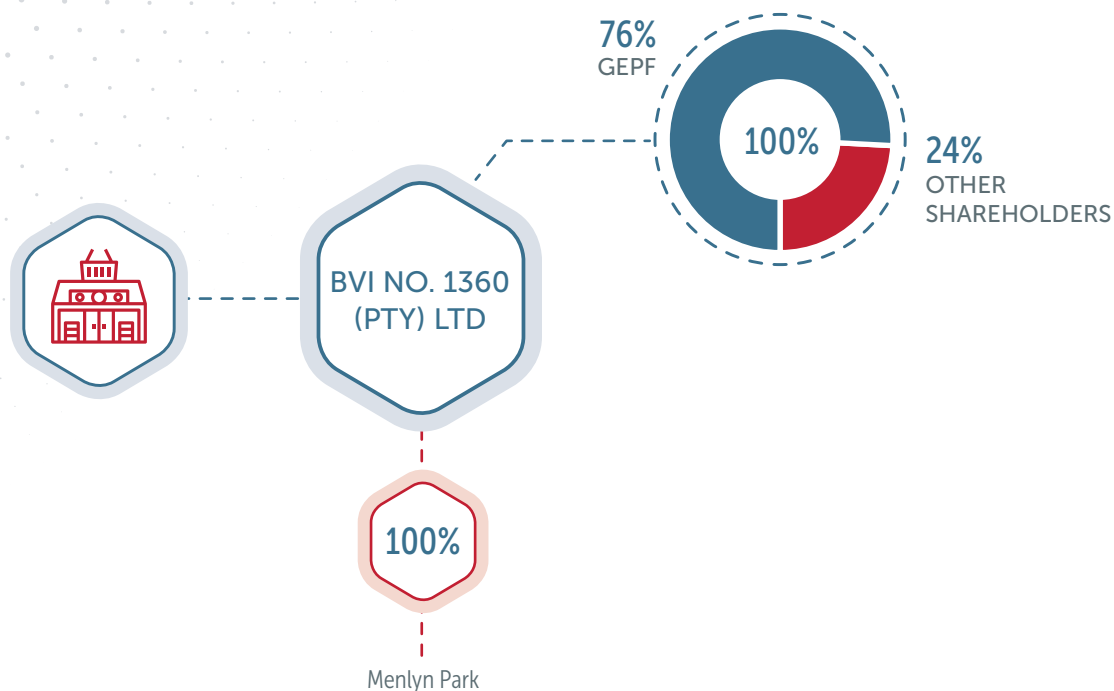 76%
GEPF
100%
24%
OTHER
SHAREHOLDERS
BVI NO. 1360
(PTY) LTD
100%
Menlyn Park